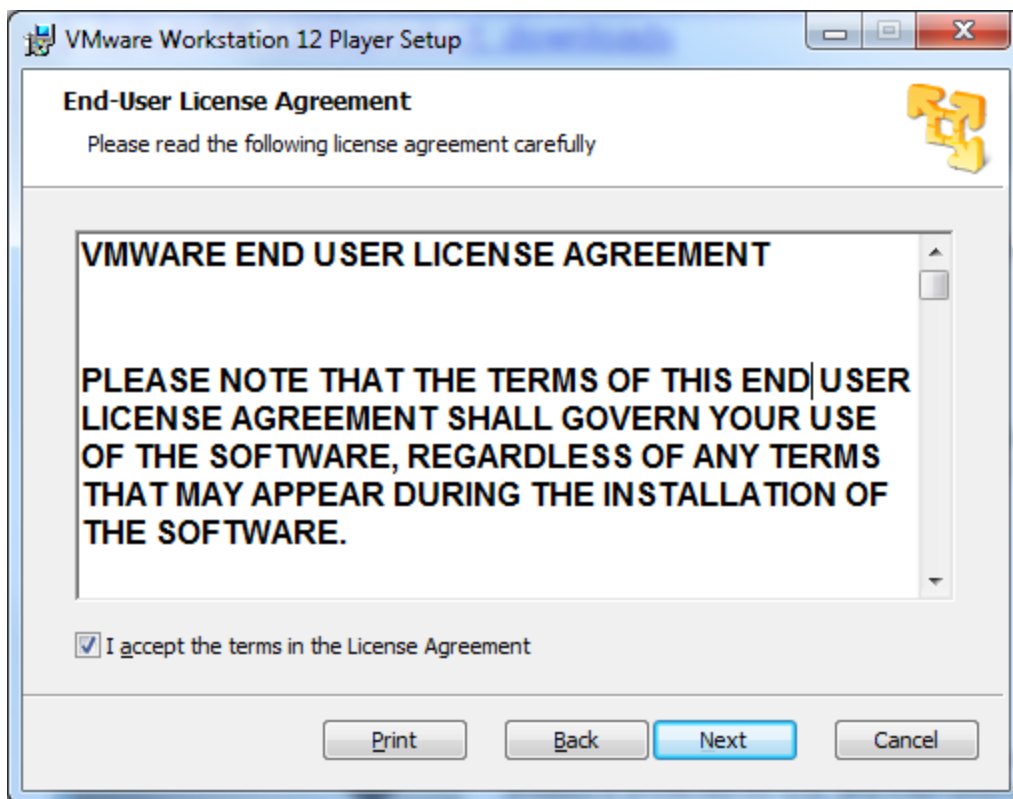 VMware Workstation 12 Player Setup
End-User License Agreement
Please read the following license agreement carefully
VMWARE END USER LICENSE AGREEMENT
PLEASE NOTE THAT THE TERMS OF THIS END USER
LICENSE AGREEMENT SHALL GOVERN YOUR USE
OF THE SOFTWARE, REGARDLESS OF ANY TERMS
THAT MAY APPEAR DURING THE INSTALLATION OF
THE SOFTWARE.
I accept the terms in the License Agreement
Print Back Next Cancel